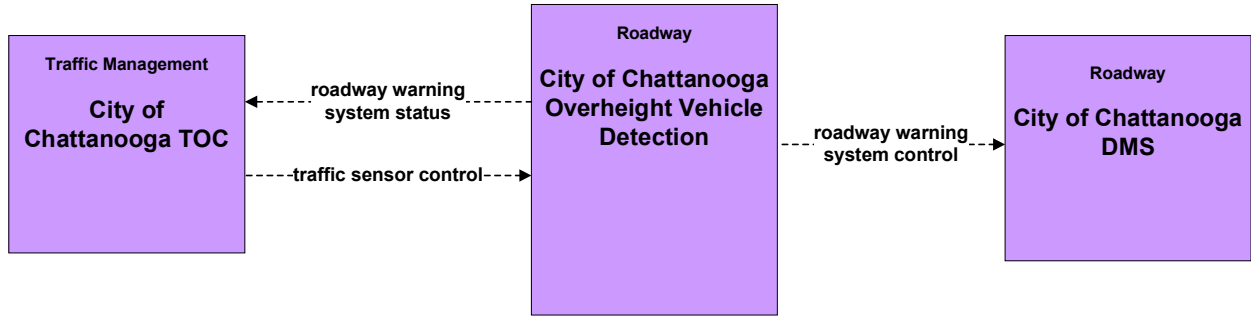 Traffic Management
City of
Chattanooga TOC
roadway warning
system status
traffic sensor control
Roadway
City of Chattanooga
Overheight Vehicle
Detection
roadway warning
system control
Roadway
City of Chattanooga
DMS